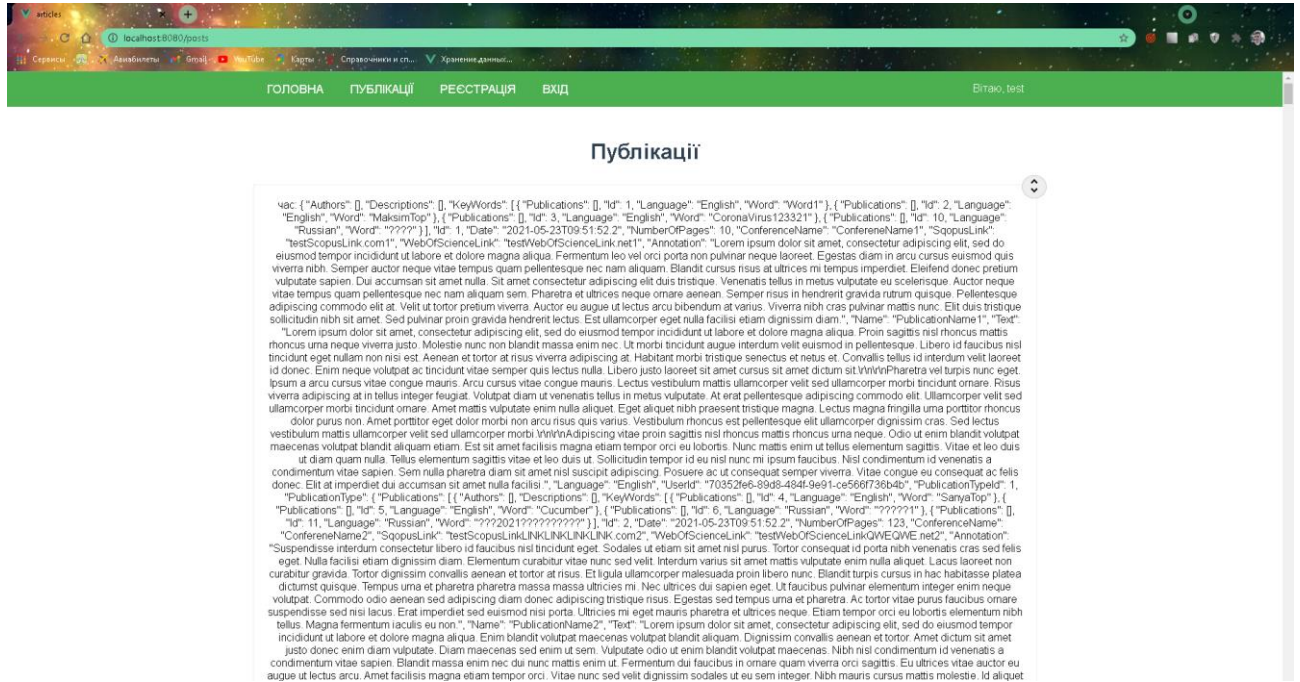 articles
localhost:8080/posts
Сервисы
Авиабилеты
Gmail
YouTube
Карты
Справочники и сп...
Хранение данных...
ГОЛОВНА ПУБЛІКАЦІЇ РЕЄСТРАЦІЯ ВХІД Вітаю, test
Публікації
час: { "Authors": [], "Descriptions": [], "KeyWords": [ { "Publications": [], "Id": 1, "Language": "English", "Word": "Word1" }, { "Publications": [], "Id": 2, "Language":
"English", "Word": "MaksimTop" }, { "Publications": [], "Id": 3, "Language": "English", "Word": "CoronaVirus123321" }, { "Publications": [], "Id": 10, "Language":
"Russian", "Word": "????" } ], "Id": 1, "Date": "2021-05-23T09:51:52.2", "NumberOfPages": 10, "ConferenceName": "ConfereneName1", "SqopusLink":
"testScopusLink.com1", "WebOfScienceLink": "testWebOfScienceLink.net1", "Annotation": "Lorem ipsum dolor sit amet, consectetur adipiscing elit, sed do
eiusmod tempor incididunt ut labore et dolore magna aliqua. Fermentum leo vel orci porta non pulvinar neque laoreet. Egestas diam in arcu cursus euismod quis
viverra nibh. Semper auctor neque vitae tempus quam pellentesque nec nam aliquam. Blandit cursus risus at ultrices mi tempus imperdiet. Eleifend donec pretium
vulputate sapien. Dui accumsan sit amet nulla. Sit amet consectetur adipiscing elit duis tristique. Venenatis tellus in metus vulputate eu scelerisque. Auctor neque
vitae tempus quam pellentesque nec nam aliquam sem. Pharetra et ultrices neque ornare aenean. Semper risus in hendrerit gravida rutrum quisque. Pellentesque
adipiscing commodo elit at. Velit ut tortor pretium viverra. Auctor eu augue ut lectus arcu bibendum at varius. Viverra nibh cras pulvinar mattis nunc. Elit duis tristique
sollicitudin nibh sit amet. Sed pulvinar proin gravida hendrerit lectus. Est ullamcorper eget nulla facilisi etiam dignissim diam.", "Name": "PublicationName1", "Text":
"Lorem ipsum dolor sit amet, consectetur adipiscing elit, sed do eiusmod tempor incididunt ut labore et dolore magna aliqua. Proin sagittis nisl rhoncus mattis
rhoncus urna neque viverra justo. Molestie nunc non blandit massa enim nec. Ut morbi tincidunt augue interdum velit euismod in pellentesque. Libero id faucibus nisl
tincidunt eget nullam non nisi est. Aenean et tortor at risus viverra adipiscing at. Habitant morbi tristique senectus et netus et. Convallis tellus id interdum velit laoreet
id donec. Enim neque volutpat ac tincidunt vitae semper quis lectus nulla. Libero justo laoreet sit amet cursus sit amet dictum sit.\r\n\r\nPharetra vel turpis nunc eget.
Ipsum a arcu cursus vitae congue mauris. Arcu cursus vitae congue mauris. Lectus vestibulum mattis ullamcorper velit sed ullamcorper morbi tincidunt ornare. Risus
viverra adipiscing at in tellus integer feugiat. Volutpat diam ut venenatis tellus in metus vulputate. At erat pellentesque adipiscing commodo elit. Ullamcorper velit sed
ullamcorper morbi tincidunt ornare. Amet mattis vulputate enim nulla aliquet. Eget aliquet nibh praesent tristique magna. Lectus magna fringilla urna porttitor rhoncus
dolor purus non. Amet porttitor eget dolor morbi non arcu risus quis varius. Vestibulum rhoncus est pellentesque elit ullamcorper dignissim cras. Sed lectus
vestibulum mattis ullamcorper velit sed ullamcorper morbi.\r\n\r\nAdipiscing vitae proin sagittis nisl rhoncus mattis rhoncus urna neque. Odio ut enim blandit volutpat
maecenas volutpat blandit aliquam etiam. Est sit amet facilisis magna etiam tempor orci eu lobortis. Nunc mattis enim ut tellus elementum sagittis. Vitae et leo duis
ut diam quam nulla. Tellus elementum sagittis vitae et leo duis ut. Sollicitudin tempor id eu nisl nunc mi ipsum faucibus. Nisl condimentum id venenatis a
condimentum vitae sapien. Sem nulla pharetra diam sit amet nisl suscipit adipiscing. Posuere ac ut consequat semper viverra. Vitae congue eu consequat ac felis
donec. Elit at imperdiet dui accumsan sit amet nulla facilisi.", "Language": "English", "UserId": "70352fe6-89d8-484f-9e91-ce566f736b4b", "PublicationTypeId": 1,
"PublicationType": { "Publications": [ { "Authors": [], "Descriptions": [], "KeyWords": [ { "Publications": [], "Id": 4, "Language": "English", "Word": "SanyaTop" }, {
"Publications": [], "Id": 5, "Language": "English", "Word": "Cucumber" }, { "Publications": [], "Id": 6, "Language": "Russian", "Word": "?????1" }, { "Publications": [],
"Id": 11, "Language": "Russian", "Word": "???2021??????????" } ], "Id": 2, "Date": "2021-05-23T09:51:52.2", "NumberOfPages": 123, "ConferenceName":
"ConfereneName2", "SqopusLink": "testScopusLinkLINKLINKLINKLINK.com2", "WebOfScienceLink": "testWebOfScienceLinkQWEQWE.net2", "Annotation":
"Suspendisse interdum consectetur libero id faucibus nisl tincidunt eget. Sodales ut etiam sit amet nisl purus. Tortor consequat id porta nibh venenatis cras sed felis
eget. Nulla facilisi etiam dignissim diam. Elementum curabitur vitae nunc sed velit. Interdum varius sit amet mattis vulputate enim nulla aliquet. Lacus laoreet non
curabitur gravida. Tortor dignissim convallis aenean et tortor at risus. Et ligula ullamcorper malesuada proin libero nunc. Blandit turpis cursus in hac habitasse platea
dictumst quisque. Tempus urna et pharetra pharetra massa massa ultricies mi. Nec ultrices dui sapien eget. Ut faucibus pulvinar elementum integer enim neque
volutpat. Commodo odio aenean sed adipiscing diam donec adipiscing tristique risus. Egestas sed tempus urna et pharetra. Ac tortor vitae purus faucibus ornare
suspendisse sed nisi lacus. Erat imperdiet sed euismod nisi porta. Ultricies mi eget mauris pharetra et ultrices neque. Etiam tempor orci eu lobortis elementum nibh
tellus. Magna fermentum iaculis eu non.", "Name": "PublicationName2", "Text": "Lorem ipsum dolor sit amet, consectetur adipiscing elit, sed do eiusmod tempor
incididunt ut labore et dolore magna aliqua. Enim blandit volutpat maecenas volutpat blandit aliquam. Dignissim convallis aenean et tortor. Amet dictum sit amet
justo donec enim diam vulputate. Diam maecenas sed enim ut sem. Vulputate odio ut enim blandit volutpat maecenas. Nibh nisl condimentum id venenatis a
condimentum vitae sapien. Blandit massa enim nec dui nunc mattis enim ut. Fermentum dui faucibus in ornare quam viverra orci sagittis. Eu ultrices vitae auctor eu
augue ut lectus arcu. Amet facilisis magna etiam tempor orci. Vitae nunc sed velit dignissim sodales ut eu sem integer. Nibh mauris cursus mattis molestie. Id aliquet